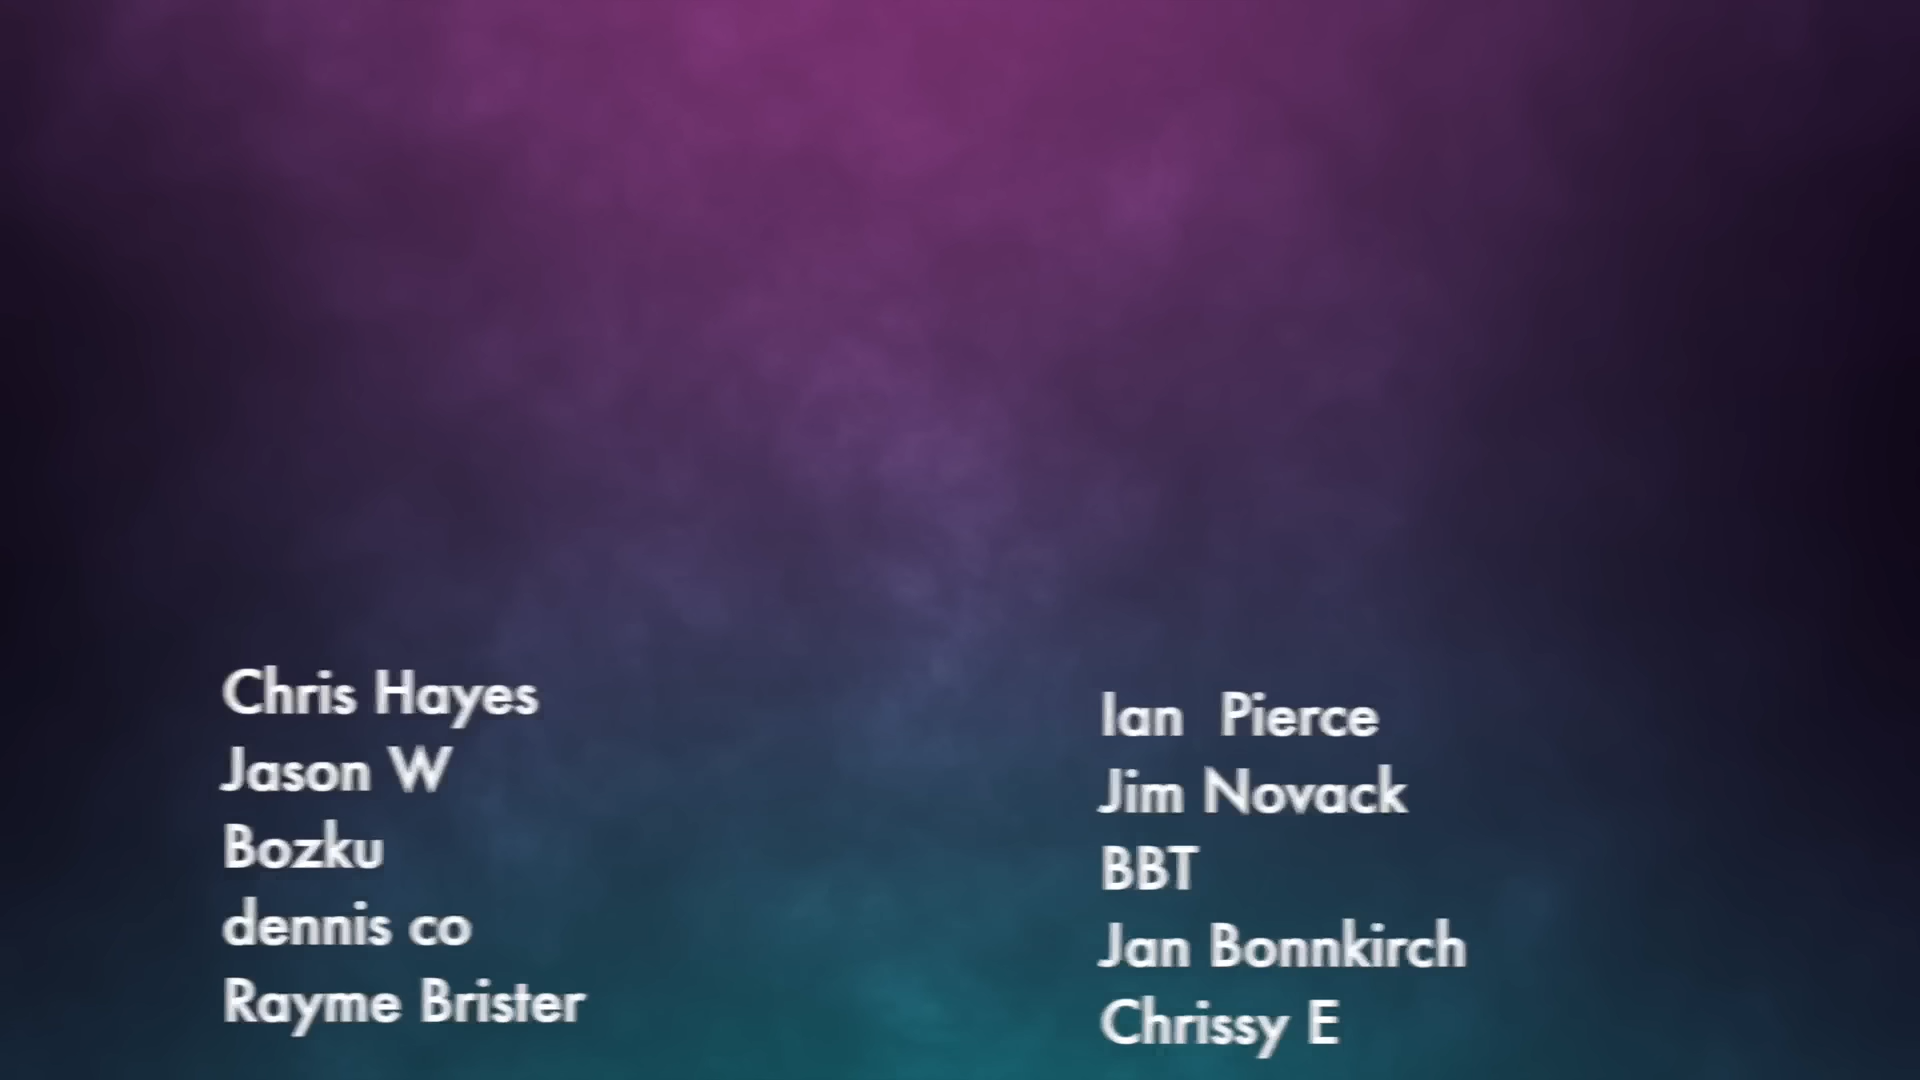 Chris Hayes
Jason W
Bozku
dennis co
Rayme Brister
Ian  Pierce
Jim Novack
BBT
Jan Bonnkirch
Chrissy E